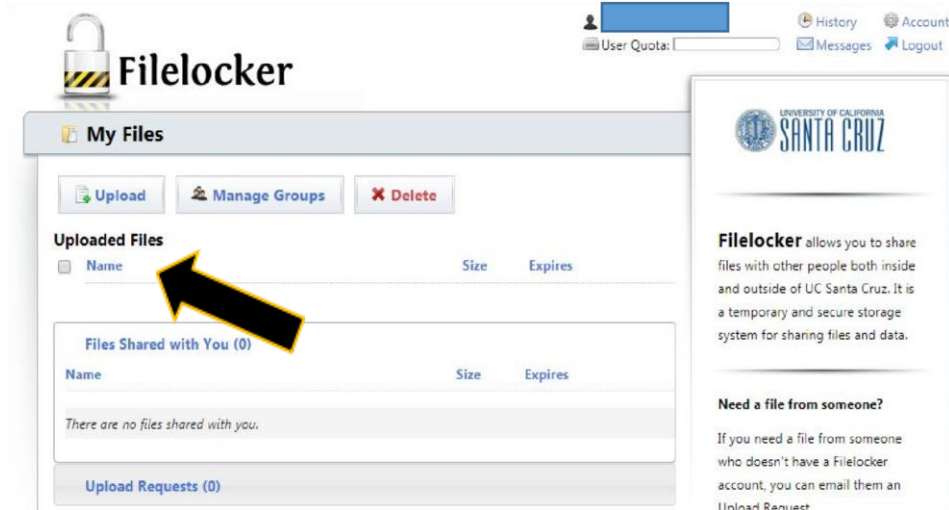 Filelocker
User Quota:
History
Account
Messages
Logout
My Files
Upload
Manage Groups
Delete
Uploaded Files
Name Size Expires
Files Shared with You (0)
Name Size Expires
There are no files shared with you.
Upload Requests (0)
UNIVERSITY OF CALIFORNIA
SANTA CRUZ
Filelocker allows you to share
files with other people both inside
and outside of UC Santa Cruz. It is
a temporary and secure storage
system for sharing files and data.
Need a file from someone?
If you need a file from someone
who doesn't have a Filelocker
account, you can email them an
Upload Request